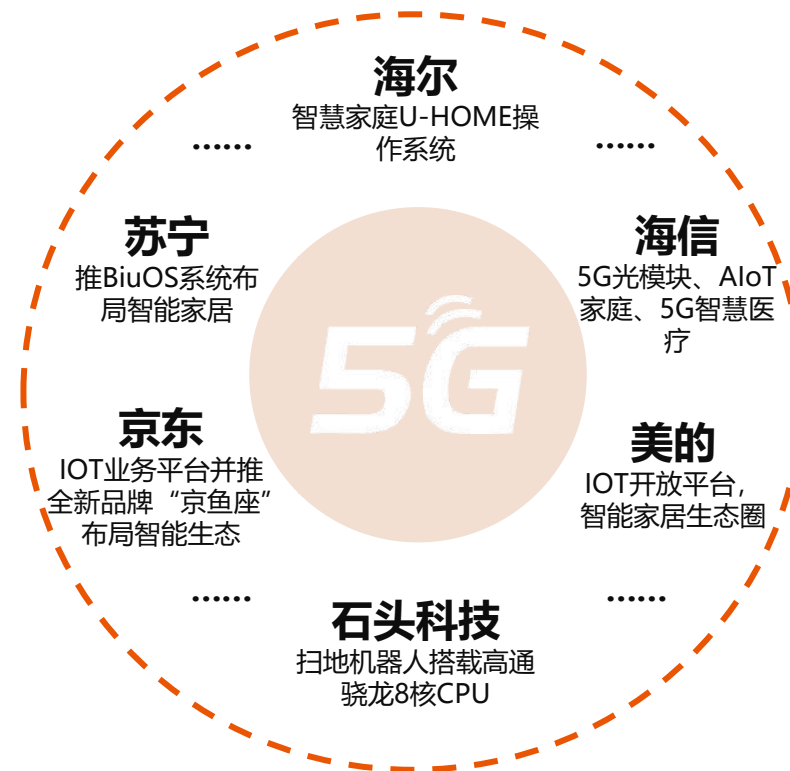 海尔
智慧家庭U-HOME操
作系统
······
······
苏宁
推BiuOS系统布
局智能家居
海信
5G光模块、AIoT
家庭、5G智慧医
疗
5G
京东
IOT业务平台并推
全新品牌“京鱼座”
布局智能生态
美的
IOT开放平台，
智能家居生态圈
······
······
石头科技
扫地机器人搭载高通
骁龙8核CPU